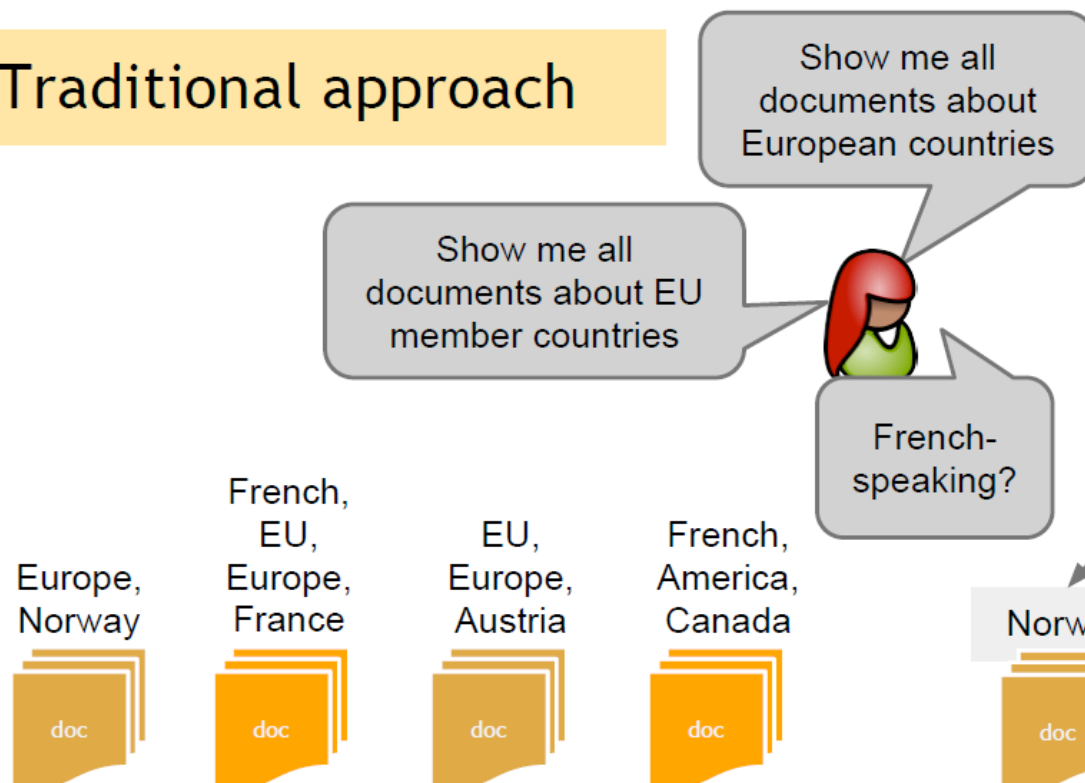 Traditional approach
Show me all
documents about
European countries
Show me all
documents about EU
member countries
French-
speaking?
Europe,
Norway
French,
EU,
Europe,
France
EU,
Europe,
Austria
French,
America,
Canada
Norw
doc
doc
doc
doc
doc